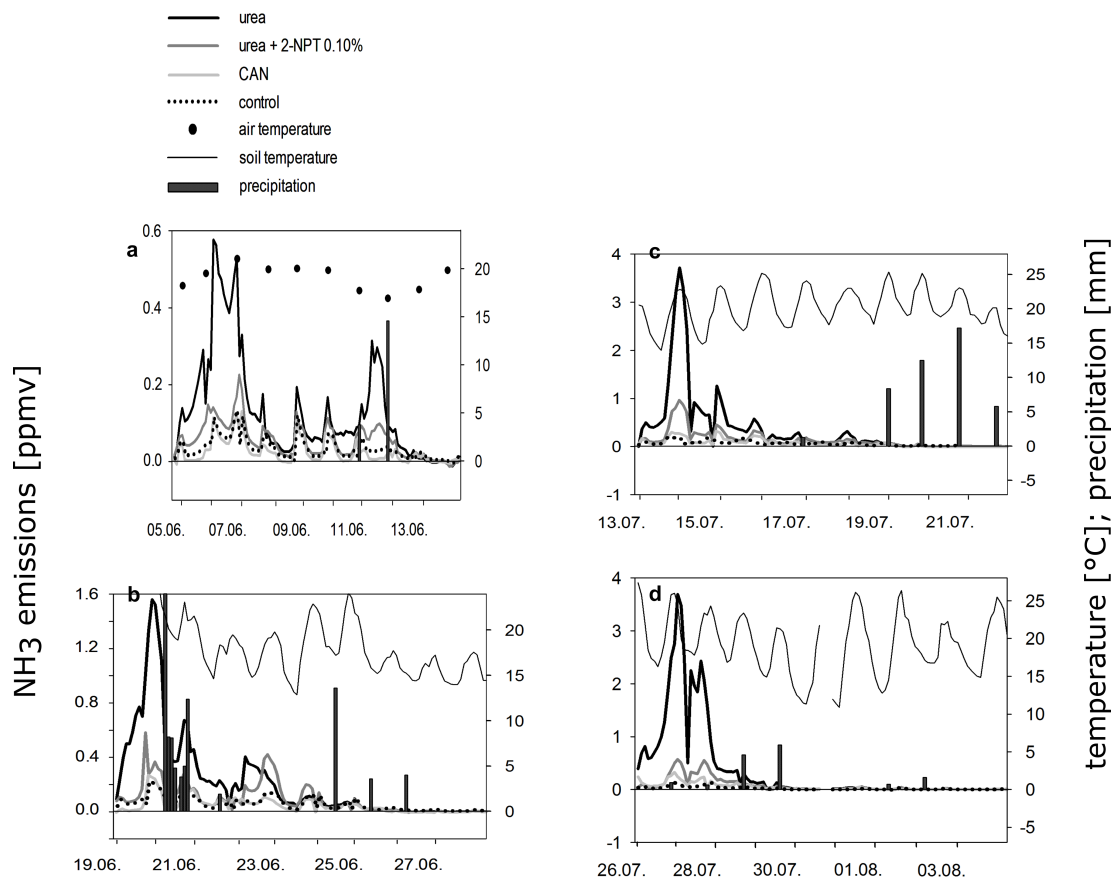 urea
urea + 2-NPT 0.10%
CAN
control
air temperature
soil temperature
precipitation
NH3 emissions [ppmv]
temperature [°C]; precipitation [mm]
a
0.6
0.4
0.2
0.0
20
15
10
5
0
05.06. 07.06. 09.06. 11.06. 13.06.
c
4
3
2
1
0
-1
25
20
15
10
5
0
-5
13.07. 15.07. 17.07. 19.07. 21.07.
b
1.6
1.2
0.8
0.4
0.0
20
15
10
5
0
19.06. 21.06. 23.06. 25.06. 27.06.
d
4
3
2
1
0
-1
25
20
15
10
5
0
-5
26.07. 28.07. 30.07. 01.08. 03.08.